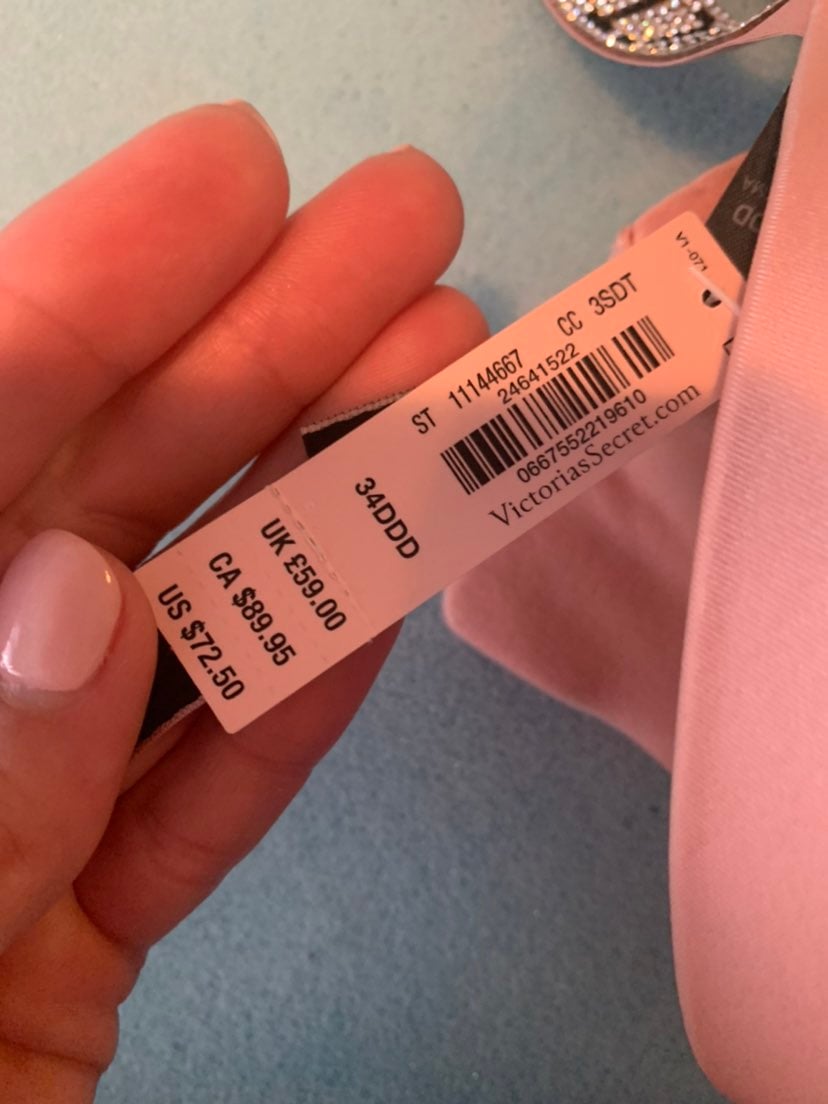 V1-071
ST 11144667 CC 3SDT
24641522
0667552219610
VictoriasSecret.com
34DDD
UK £59.00
CA $89.95
US $72.50